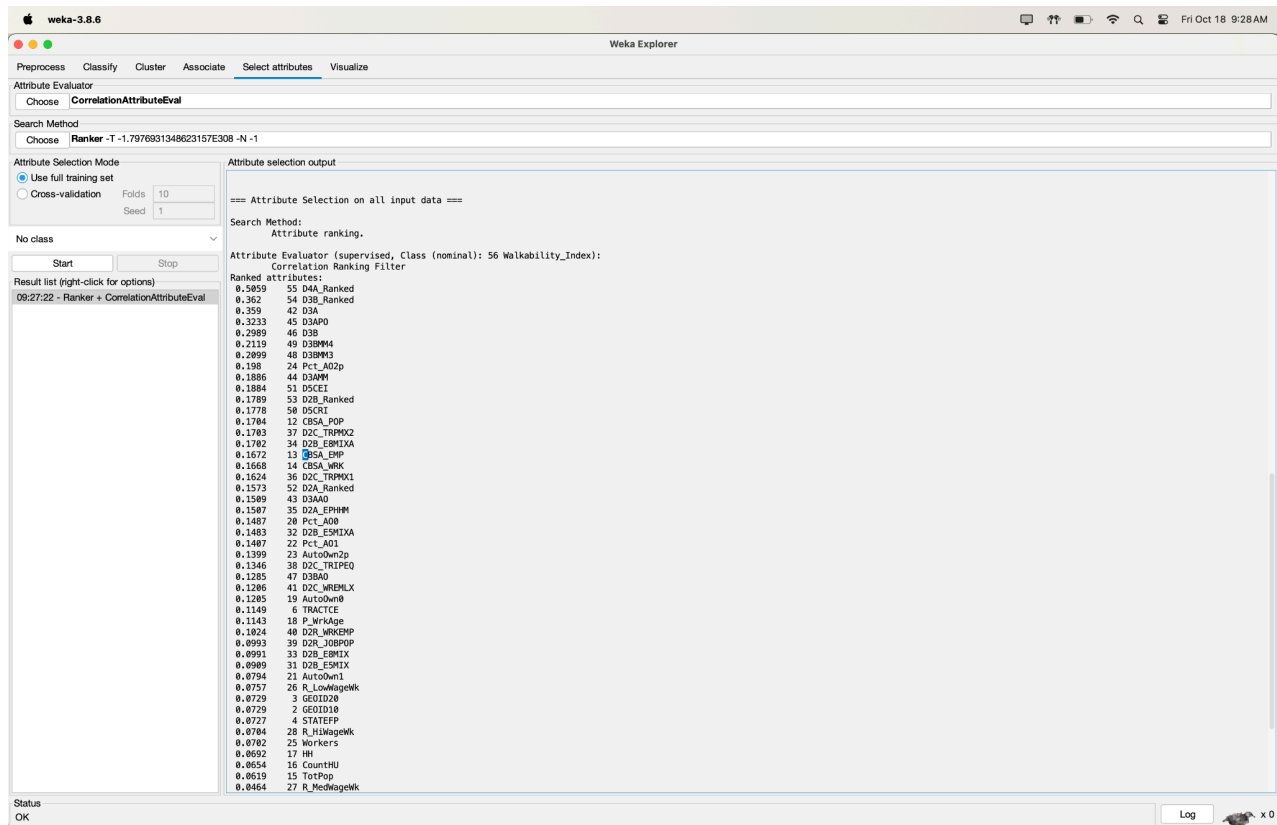 weka-3.8.6
Fri Oct 18 9:28 AM
Weka Explorer
Preprocess Classify Cluster Associate Select attributes Visualize
Attribute Evaluator
Choose CorrelationAttributeEval
Search Method
Choose Ranker -T -1.7976931348623157E308 -N -1
Attribute Selection Mode
Use full training set
Cross-validation Folds 10
Seed 1
No class
Start Stop
Result list (right-click for options)
09:27:22 - Ranker + CorrelationAttributeEval
Attribute selection output
=== Attribute Selection on all input data ===
Search Method:
Attribute ranking.
Attribute Evaluator (supervised, Class (nominal): 56 Walkability_Index):
Correlation Ranking Filter
Ranked attributes:
0.5059 55 D4A_Ranked
0.362 54 D3B_Ranked
0.359 42 D3A
0.3233 45 D3APO
0.2989 46 D3B
0.2119 49 D3BMM4
0.2099 48 D3BMM3
0.198 24 Pct_AO2p
0.1886 44 D3AMM
0.1884 51 D5CEI
0.1789 53 D2B_Ranked
0.1778 50 D5CRI
0.1704 12 CBSA_POP
0.1703 37 D2C_TRPMX2
0.1702 34 D2B_E8MIXA
0.1672 13 CBSA_EMP
0.1668 14 CBSA_WRK
0.1624 36 D2C_TRPMX1
0.1573 52 D2A_Ranked
0.1509 43 D3AAO
0.1507 35 D2A_EPHHM
0.1487 20 Pct_AO0
0.1483 32 D2B_E5MIXA
0.1407 22 Pct_AO1
0.1399 23 AutoOwn2p
0.1346 38 D2C_TRIPEQ
0.1285 47 D3BAO
0.1206 41 D2C_WREMLX
0.1205 19 AutoOwn0
0.1149 6 TRACTCE
0.1143 18 P_WrkAge
0.1024 40 D2R_WRKEMP
0.0993 39 D2R_JOBPOP
0.0991 33 D2B_E8MIX
0.0909 31 D2B_E5MIX
0.0794 21 AutoOwn1
0.0757 26 R_LowWageWk
0.0729 3 GEOID20
0.0729 2 GEOID10
0.0727 4 STATEFP
0.0704 28 R_HiWageWk
0.0702 25 Workers
0.0692 17 HH
0.0654 16 CountHU
0.0619 15 TotPop
0.0464 27 R_MedWageWk
Status
OK
Log x 0